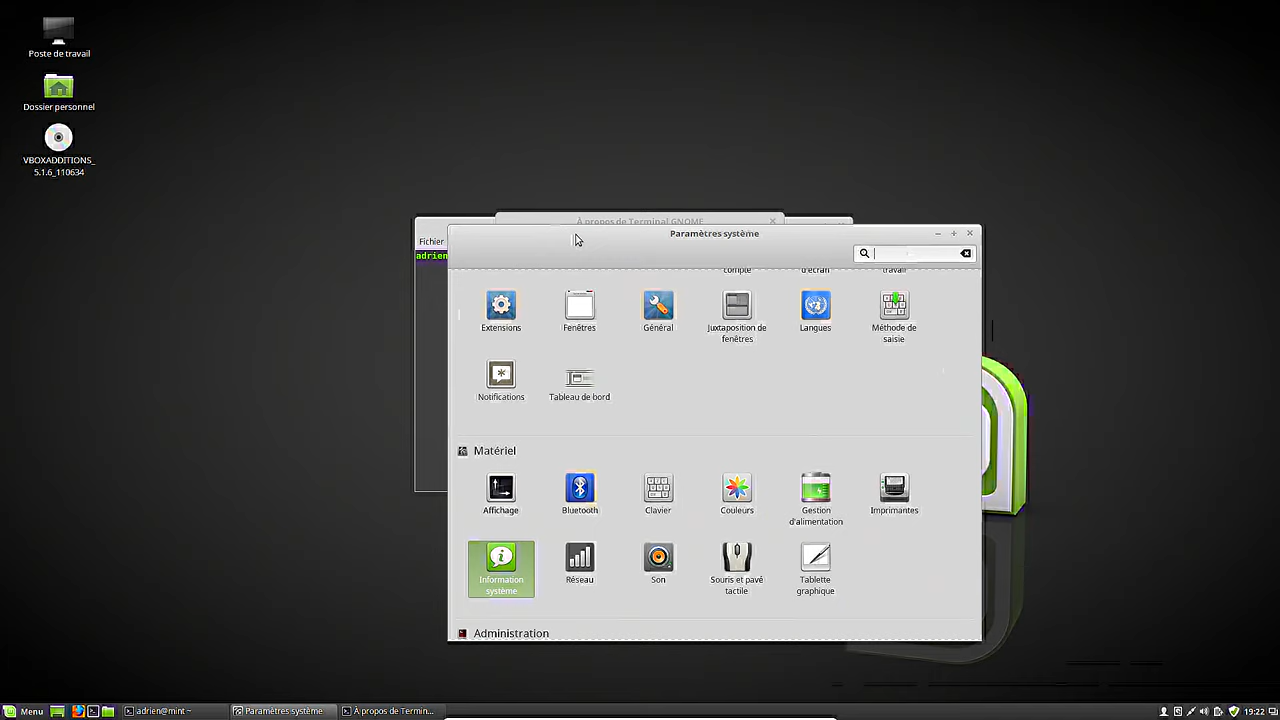 Poste de travail
Dossier personnel
VBOXADDITIONS_
5.1.6_110634
À propos de Terminal GNOME
Paramètres système
Fichier
adrien
compte
d'écran
travail
Extensions
Fenêtres
Général
Juxtaposition de
fenêtres
Langues
Méthode de
saisie
Notifications
Tableau de bord
Matériel
Affichage
Bluetooth
Clavier
Couleurs
Gestion
d'alimentation
Imprimantes
Information
système
Réseau
Son
Souris et pavé
tactile
Tablette
graphique
Administration
Menu
adrien@mint ~
Paramètres système
À propos de Termin...
19:22